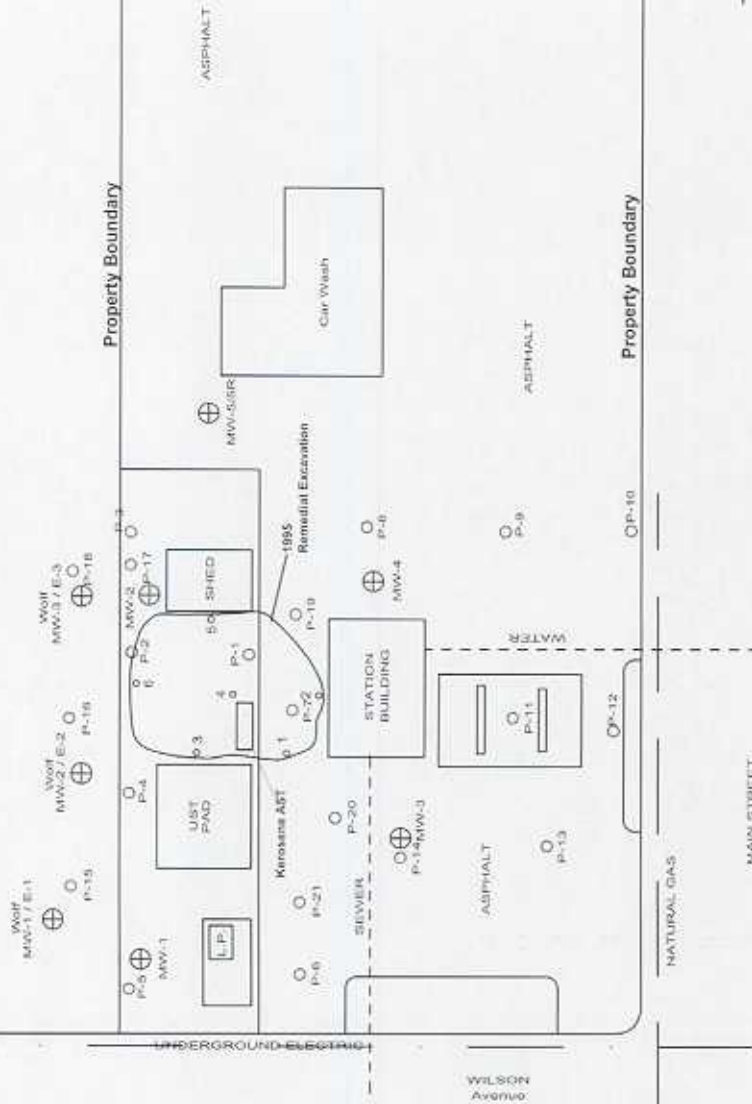 ASPHALT
Property Boundary
Car Wash
MW-5/5R
ASPHALT
Property Boundary
1995
Remedial Excavation
P-3
P-8
P-9
P-10
Wolf
MW-3 / E-3
P-18
MW-2
P-17
SHED
5
P-19
MW-4
P-2
6
P-1
4
P-7
2
STATION
BUILDING
WATER
Wolf
MW-2 / E-2
P-16
3
1
P-11
P-12
P-4
UST
PAD
Kerosene AST
P-20
P-14
MW-3
P-13
ASPHALT
MAIN STREET
Wolf
MW-1 / E-1
P-15
P-5
MW-1
L.P.
P-21
P-6
SEWER
NATURAL GAS
UNDERGROUND ELECTRIC
WILSON
Avenue